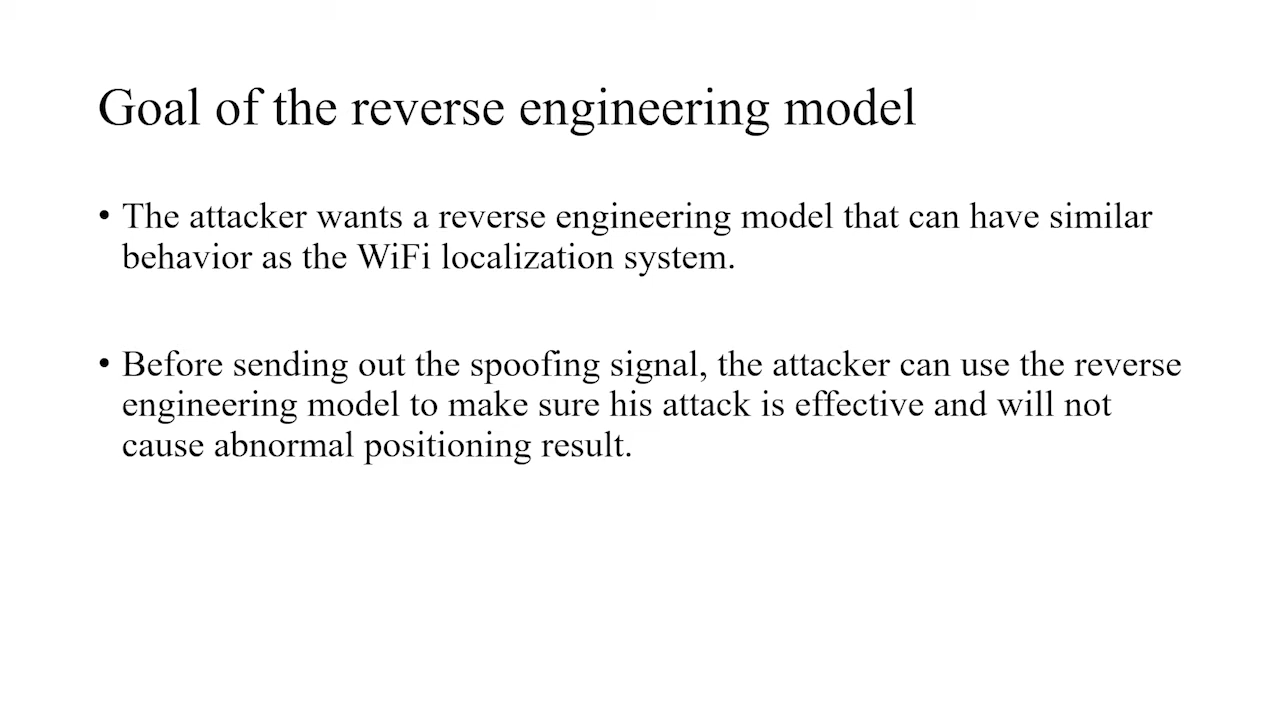 Goal of the reverse engineering model
• The attacker wants a reverse engineering model that can have similar
behavior as the WiFi localization system.
• Before sending out the spoofing signal, the attacker can use the reverse
engineering model to make sure his attack is effective and will not
cause abnormal positioning result.